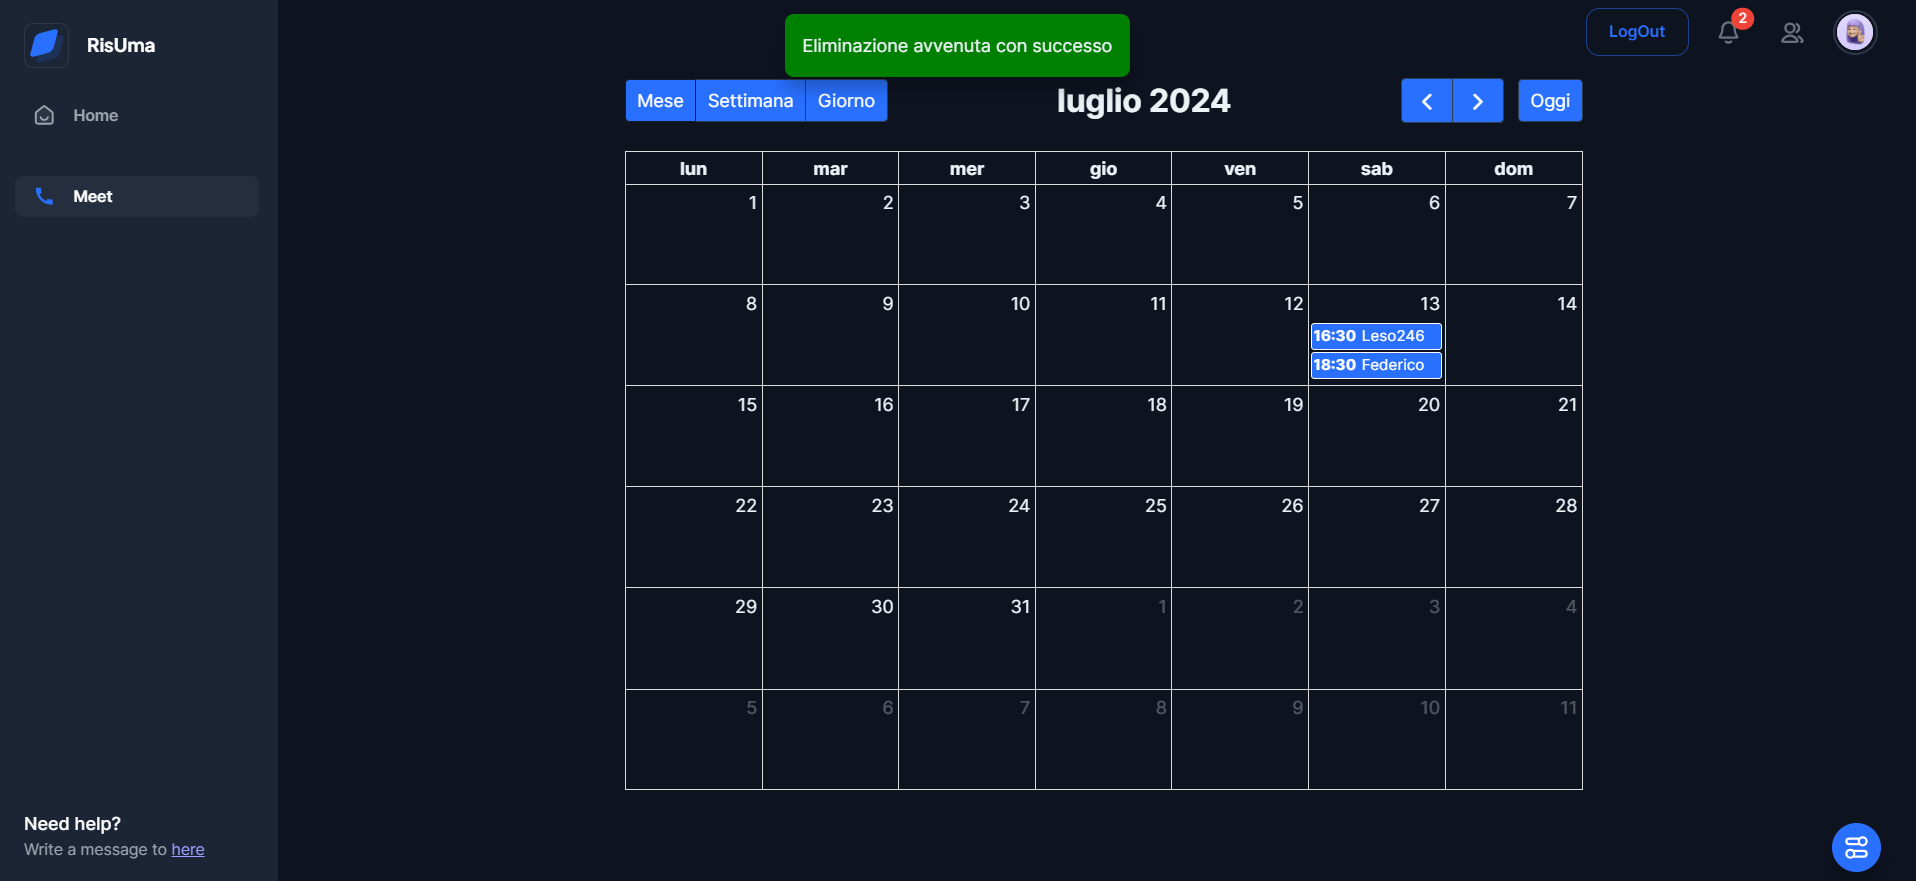 RisUma
Home
Meet
Need help?
Write a message to here
Eliminazione avvenuta con successo
LogOut
2
Mese Settimana Giorno
luglio 2024
Oggi
lun mar mer gio ven sab dom
1 2 3 4 5 6 7
8 9 10 11 12 13 14
16:30 Leso246
18:30 Federico
15 16 17 18 19 20 21
22 23 24 25 26 27 28
29 30 31 1 2 3 4
5 6 7 8 9 10 11